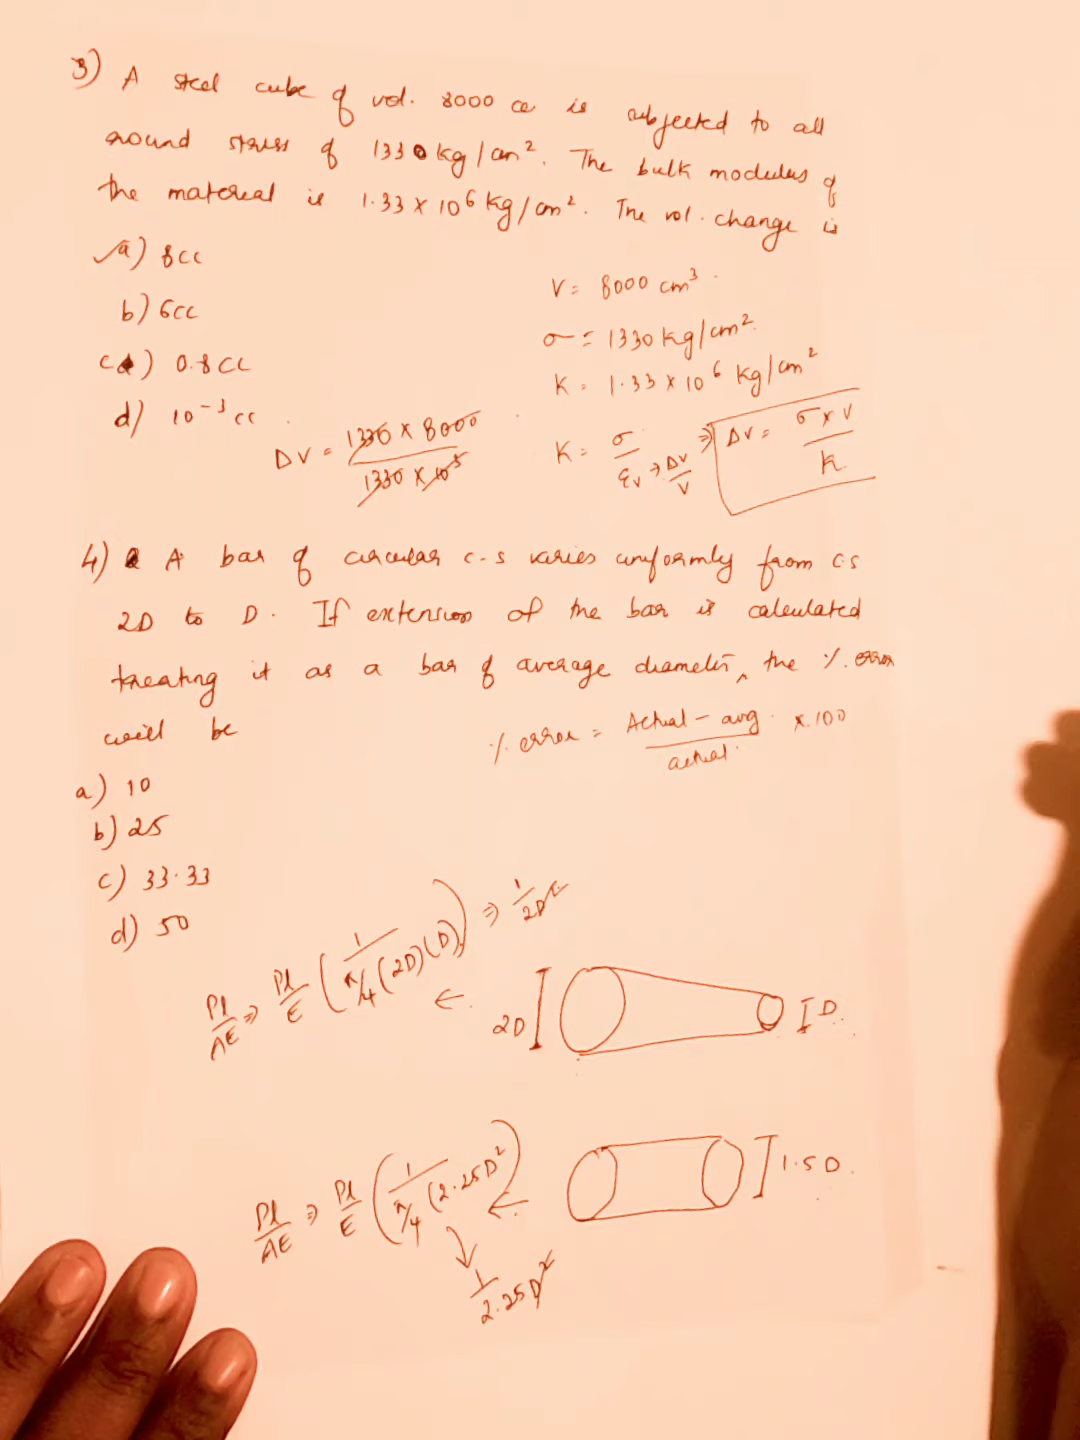 3) A steel cube of vol. 8000 cc is subjected to all
around stress of 1330 kg/cm². The bulk modulus of
the material is 1.33 x 10⁶ kg/cm². The vol. change is
✓a) 8cc
b) 6cc
c) 0.8 cc
d) 10⁻³ cc
V = 8000 cm³
σ = 1330 kg/cm²
K = 1.33 x 10⁶ kg/cm²
ΔV = 1330 x 8000 / 1330 x 10³
K = σ / εv → ΔV/V ⇒ ΔV = σ x V / K
4) A bar of circular c-s varies uniformly from cs
2D to D. If extension of the bar is calculated
treating it as a bar of average diameter, the %. error
will be
%. error = Actual - avg / actual x 100
a) 10
b) 25
c) 33.33
d) 50
Pl/AE ⇒ Pl/E (1 / π/4 (2D)(D)) ⇒ 1/2D²
←
2D
D
Pl/AE ⇒ Pl/E (1 / π/4 (2.25D²)) ←
1.5D
1/2.25D²